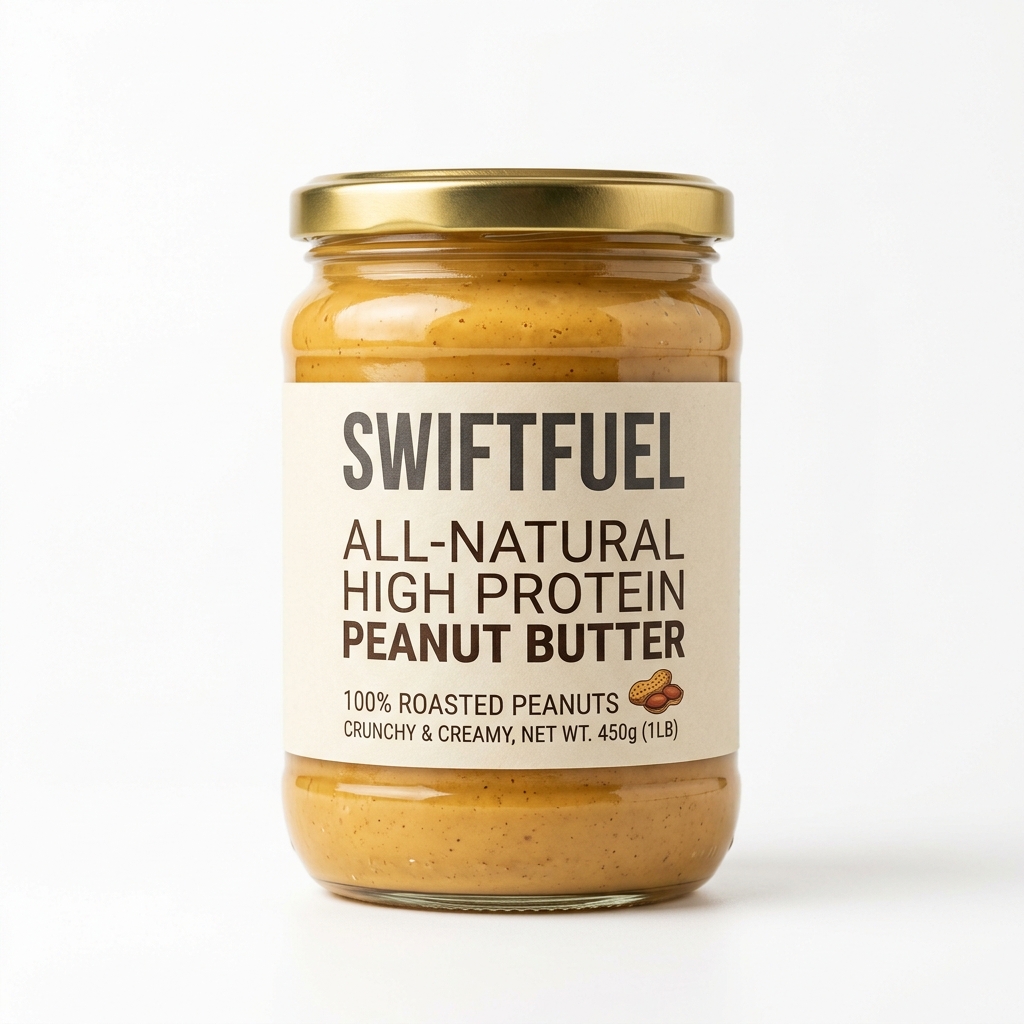 SWIFTFUEL
ALL-NATURAL
HIGH PROTEIN
PEANUT BUTTER
100% ROASTED PEANUTS
CRUNCHY & CREAMY, NET WT. 450g (1LB)